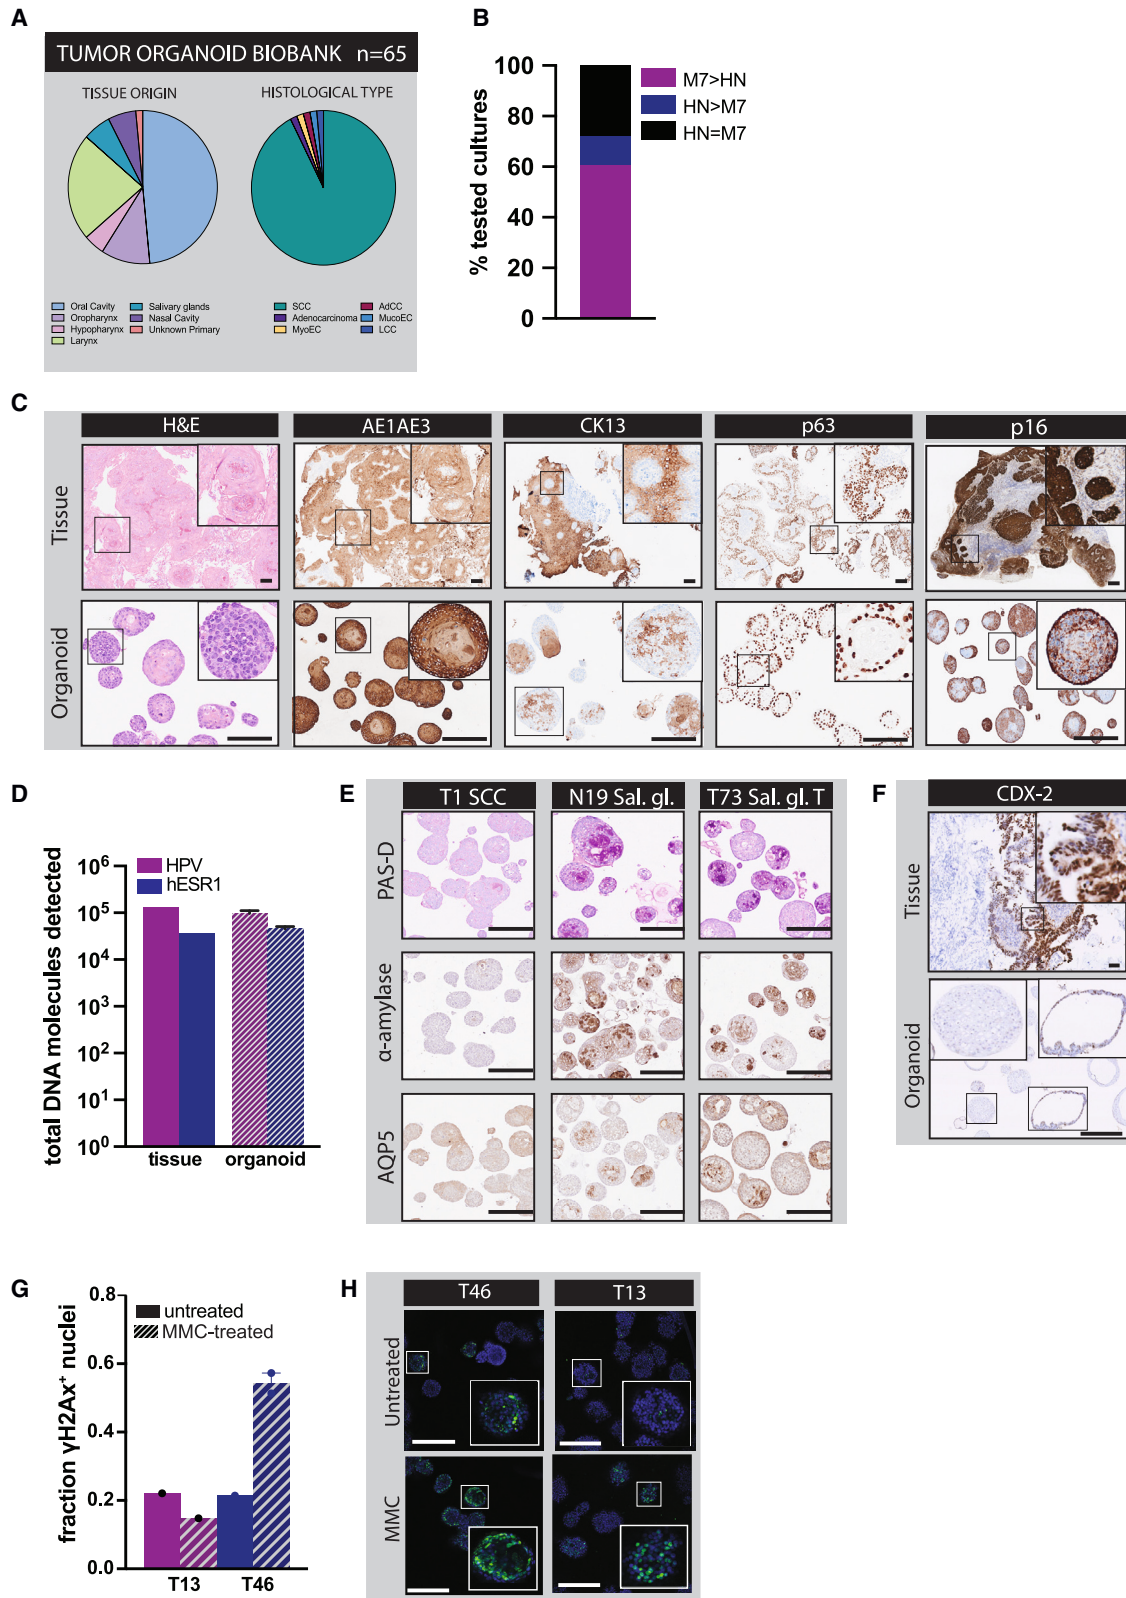 A
TUMOR ORGANOID BIOBANK n=65
TISSUE ORIGIN
HISTOLOGICAL TYPE
Oral Cavity
Oropharynx
Hypopharynx
Larynx
Salivary glands
Nasal Cavity
Unknown Primary
SCC
Adenocarcinoma
MyoEC
AdCC
MucoEC
LCC
B
% tested cultures
100
80
60
40
20
0
M7>HN
HN>M7
HN=M7
C
H&E
AE1AE3
CK13
p63
p16
Tissue
Organoid
D
total DNA molecules detected
10⁶
10⁵
10⁴
10³
10²
10¹
10⁰
HPV
hESR1
tissue
organoid
E
T1 SCC
N19 Sal. gl.
T73 Sal. gl. T
PAS-D
α-amylase
AQP5
F
CDX-2
Tissue
Organoid
G
fraction γH2Ax⁺ nuclei
0.8
0.6
0.4
0.2
0.0
untreated
MMC-treated
T13
T46
H
T46
T13
Untreated
MMC